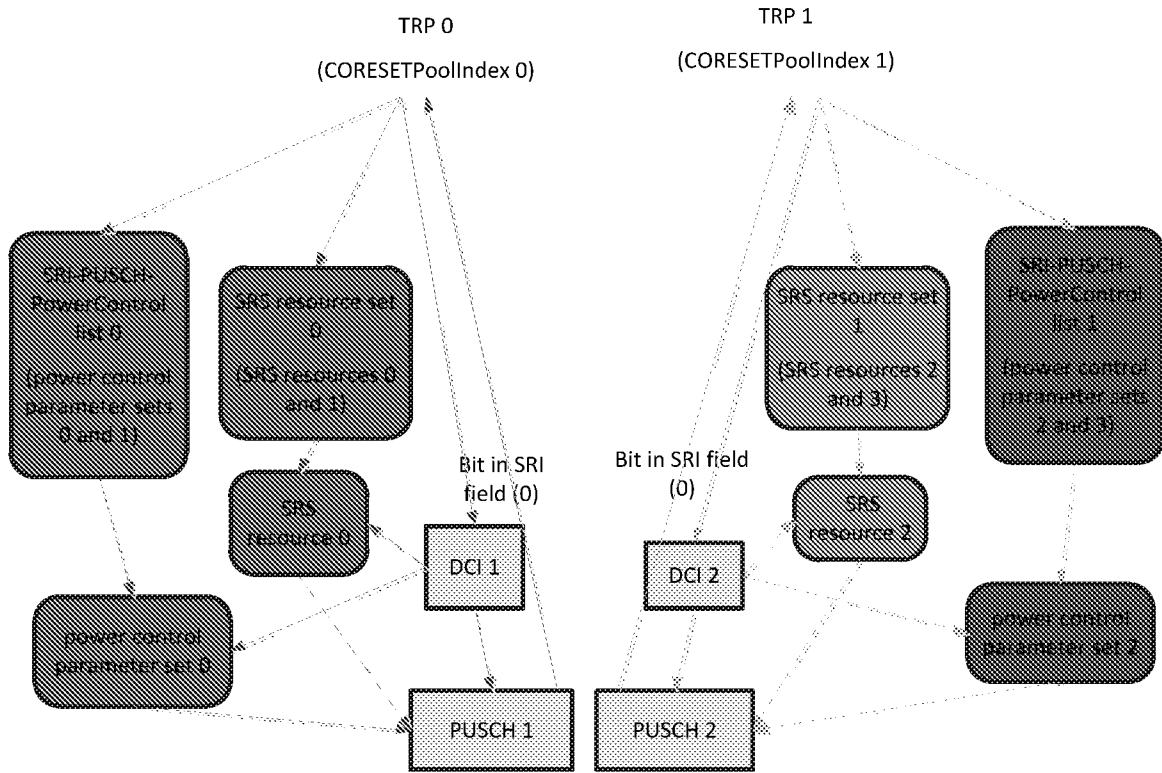 TRP 0
(CORESETPoolIndex 0)
TRP 1
(CORESETPoolIndex 1)
SRI-PUSCH-
PowerControl
list 0
(power control
parameter sets
0 and 1)
SRS resource set
0
(SRS resources 0
and 1)
SRS resource set
1
(SRS resources 2
and 3)
SRI-PUSCH-
PowerControl
list 1
(power control
parameter sets
2 and 3)
Bit in SRI
field (0)
Bit in SRI field
(0)
SRS
resource 0
DCI 1
DCI 2
SRS
resource 2
power control
parameter set 0
power control
parameter set 2
PUSCH 1
PUSCH 2